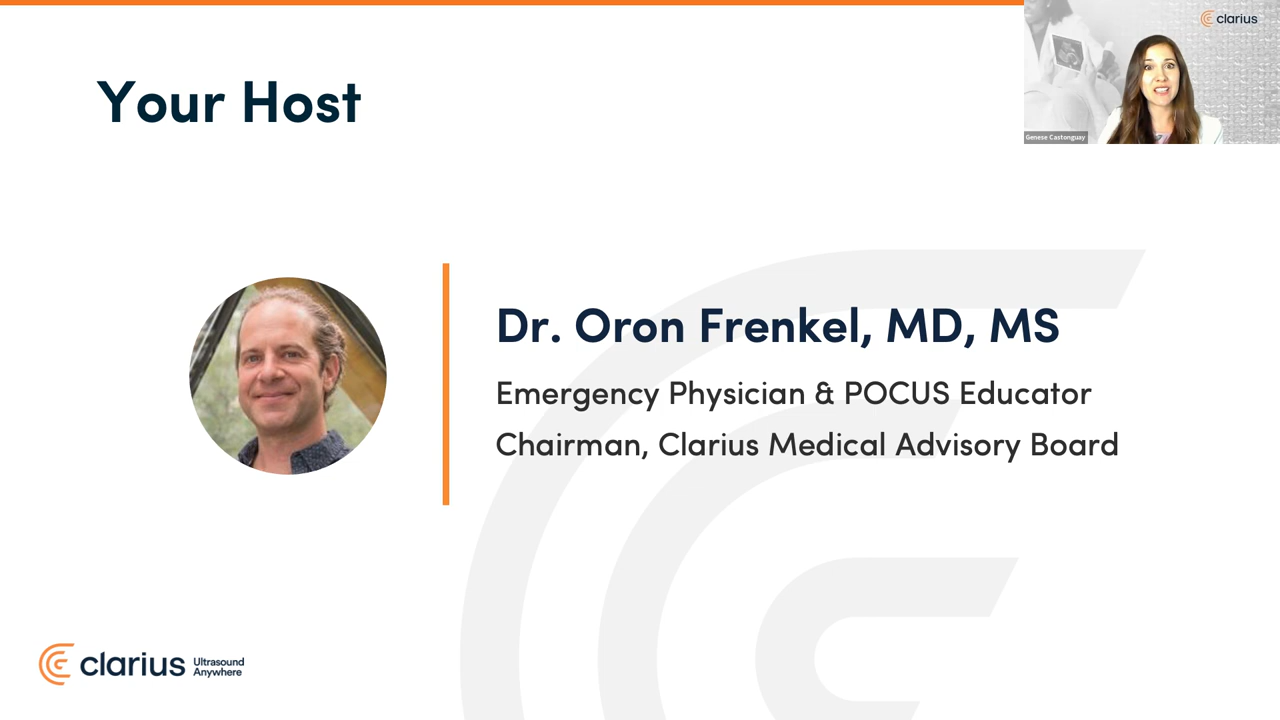 Your Host
clarius
Genese Castonguay
Dr. Oron Frenkel, MD, MS
Emergency Physician & POCUS Educator
Chairman, Clarius Medical Advisory Board
clarius Ultrasound
Anywhere